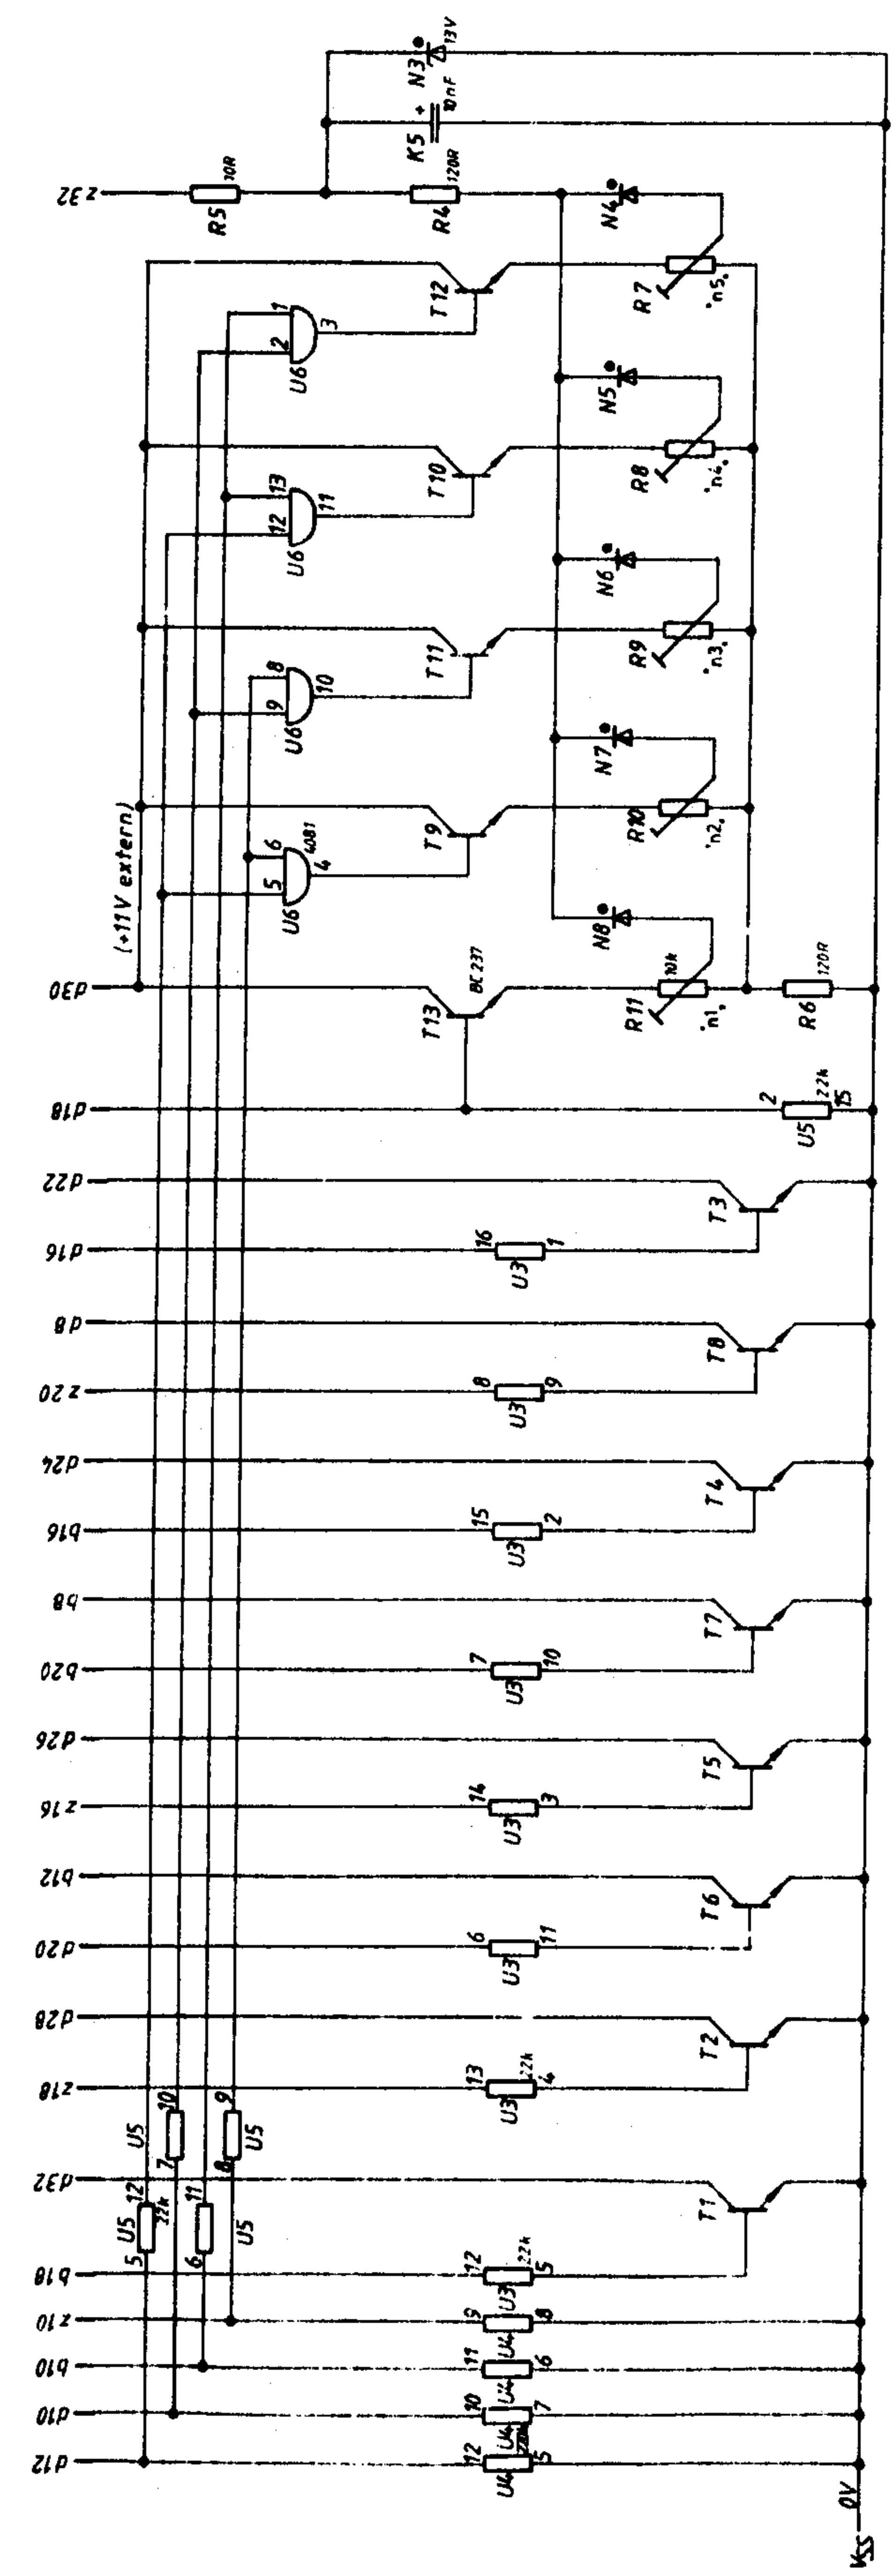 N3
13V
K5
+
10nF
z32
R5
10R
R4
120R
N4
T12
R7
"n5"
1
2
3
U6
N5
T10
R8
"n4"
13
12
11
U6
N6
T11
R9
"n3"
8
9
10
U6
N7
T9
R10
"n2"
6
5
4
4081
U6
(+11V extern)
N8
d30
T13
BC 237
R11
10k
"n1"
R6
120R
d18
2
22k
15
U5
d22
T3
d16
16
1
U3
d8
T8
z20
8
9
U3
d24
T4
b16
15
2
U3
b8
T7
b20
7
10
U3
d26
T5
z16
14
3
U3
b12
T6
d20
6
11
U3
d28
T2
z18
13
4
22k
U3
10
7
U5
9
8
U5
d32
T1
12
5
U5
22k
11
6
U5
b18
12
5
22k
U3
z10
9
8
U4
b10
11
6
U4
d10
10
7
U4
d12
12
5
U4
0V
VSS